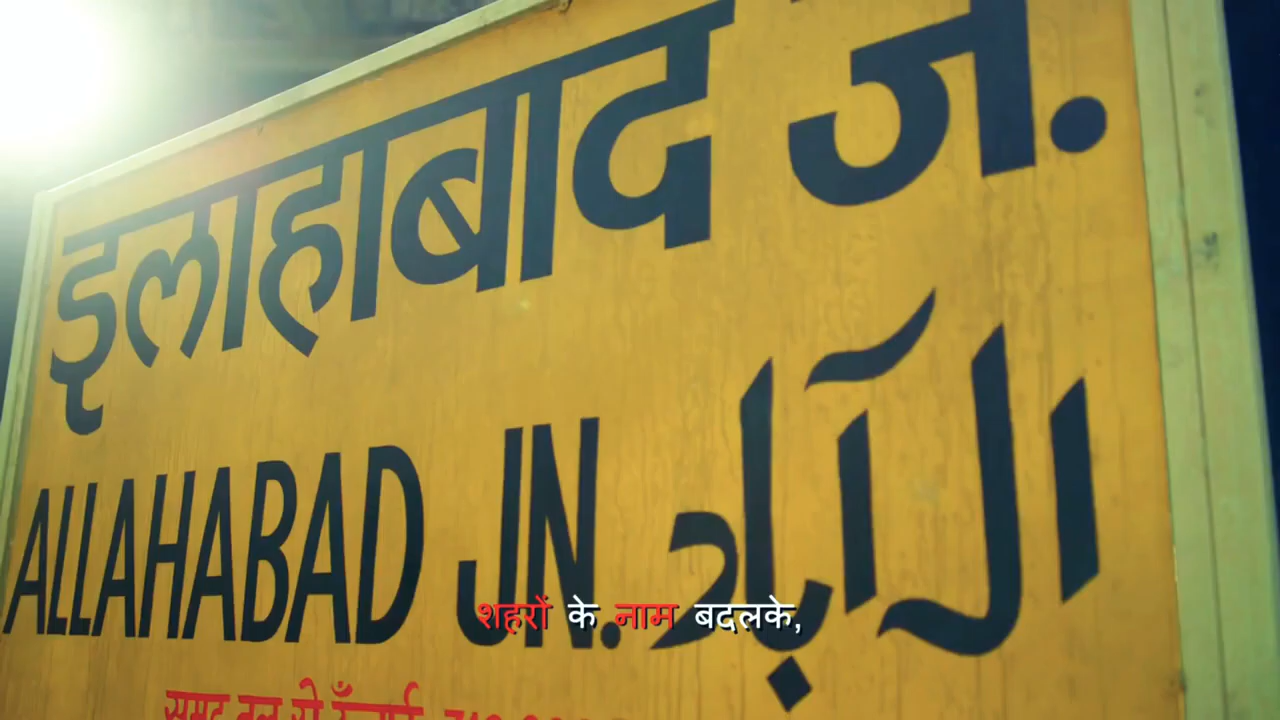 इलाहाबाद जं.
ALLAHABAD JN. الہ آباد
शहरों के नाम बदलके,